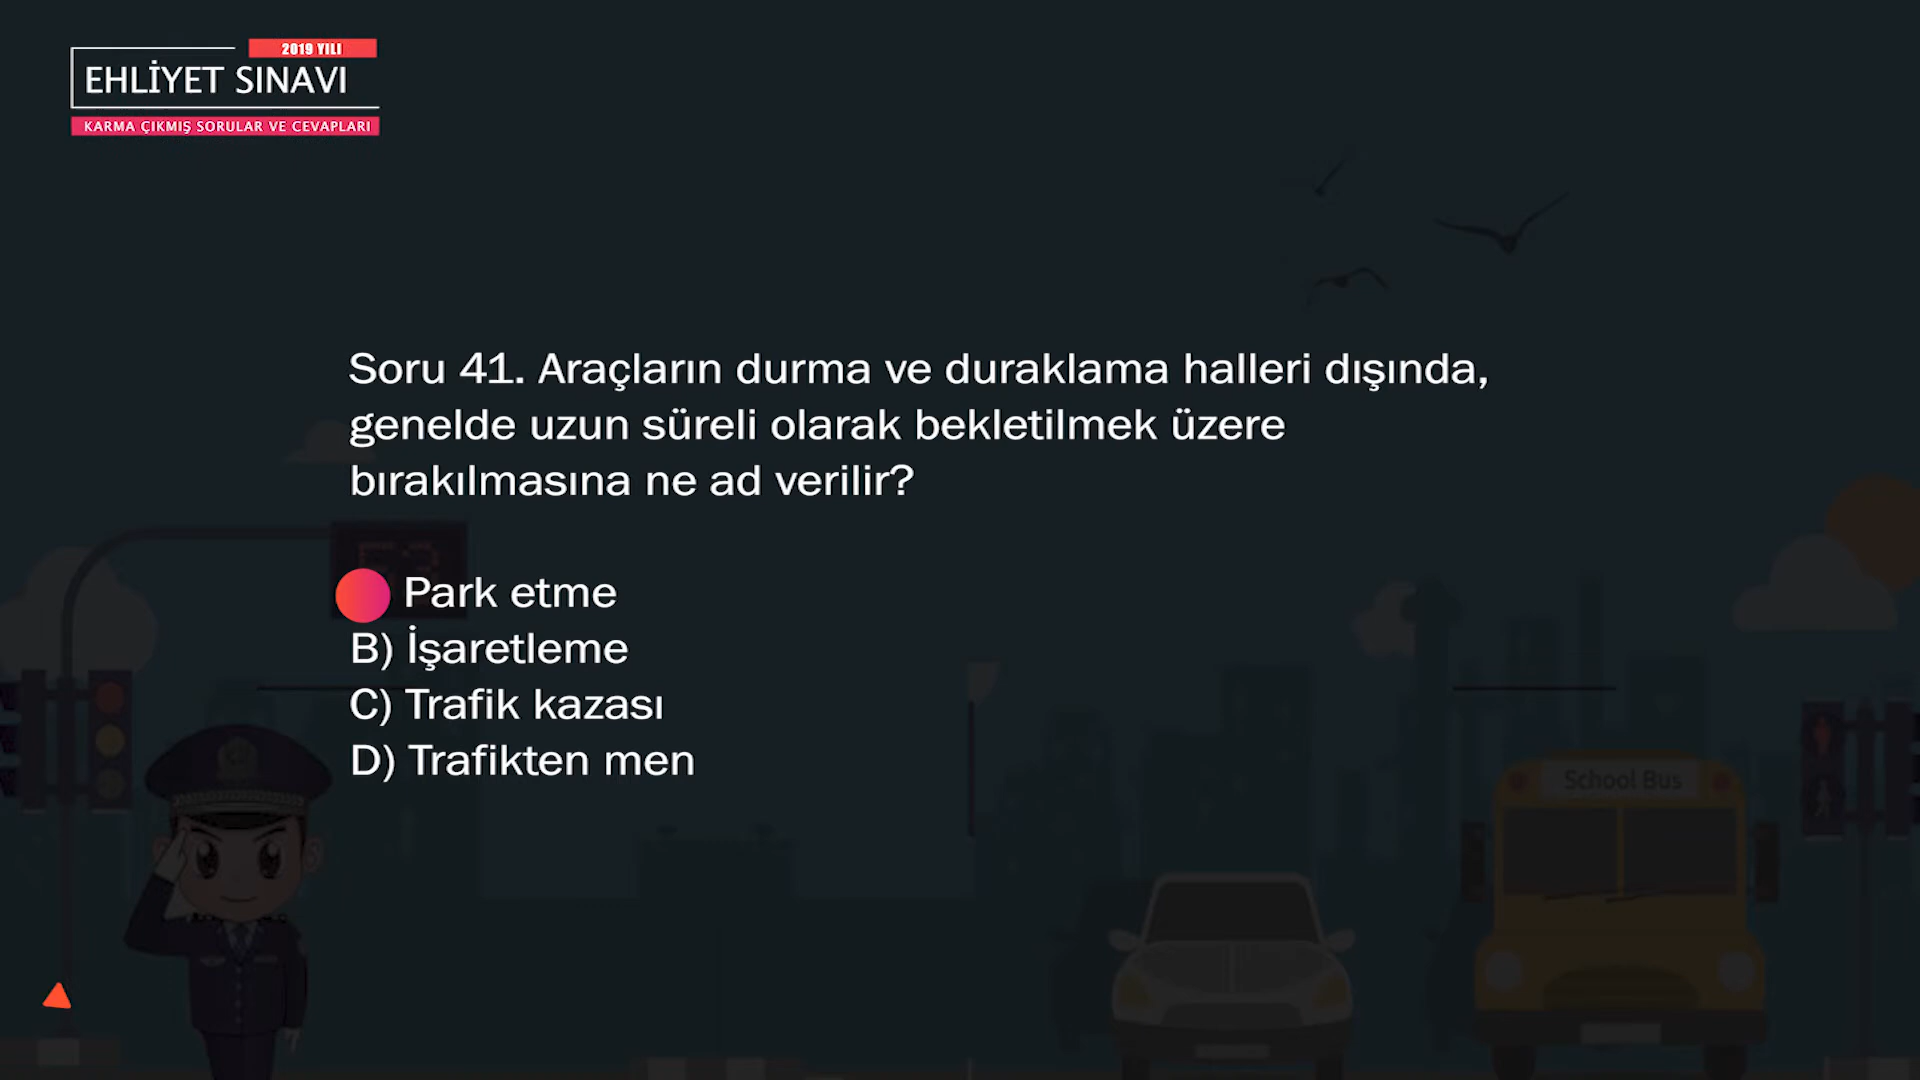 2019 YILI
EHLİYET SINAVI
KARMA ÇIKMIŞ SORULAR VE CEVAPLARI
Soru 41. Araçların durma ve duraklama halleri dışında,
genelde uzun süreli olarak bekletilmek üzere
bırakılmasına ne ad verilir?
Park etme
B) İşaretleme
C) Trafik kazası
D) Trafikten men
School Bus